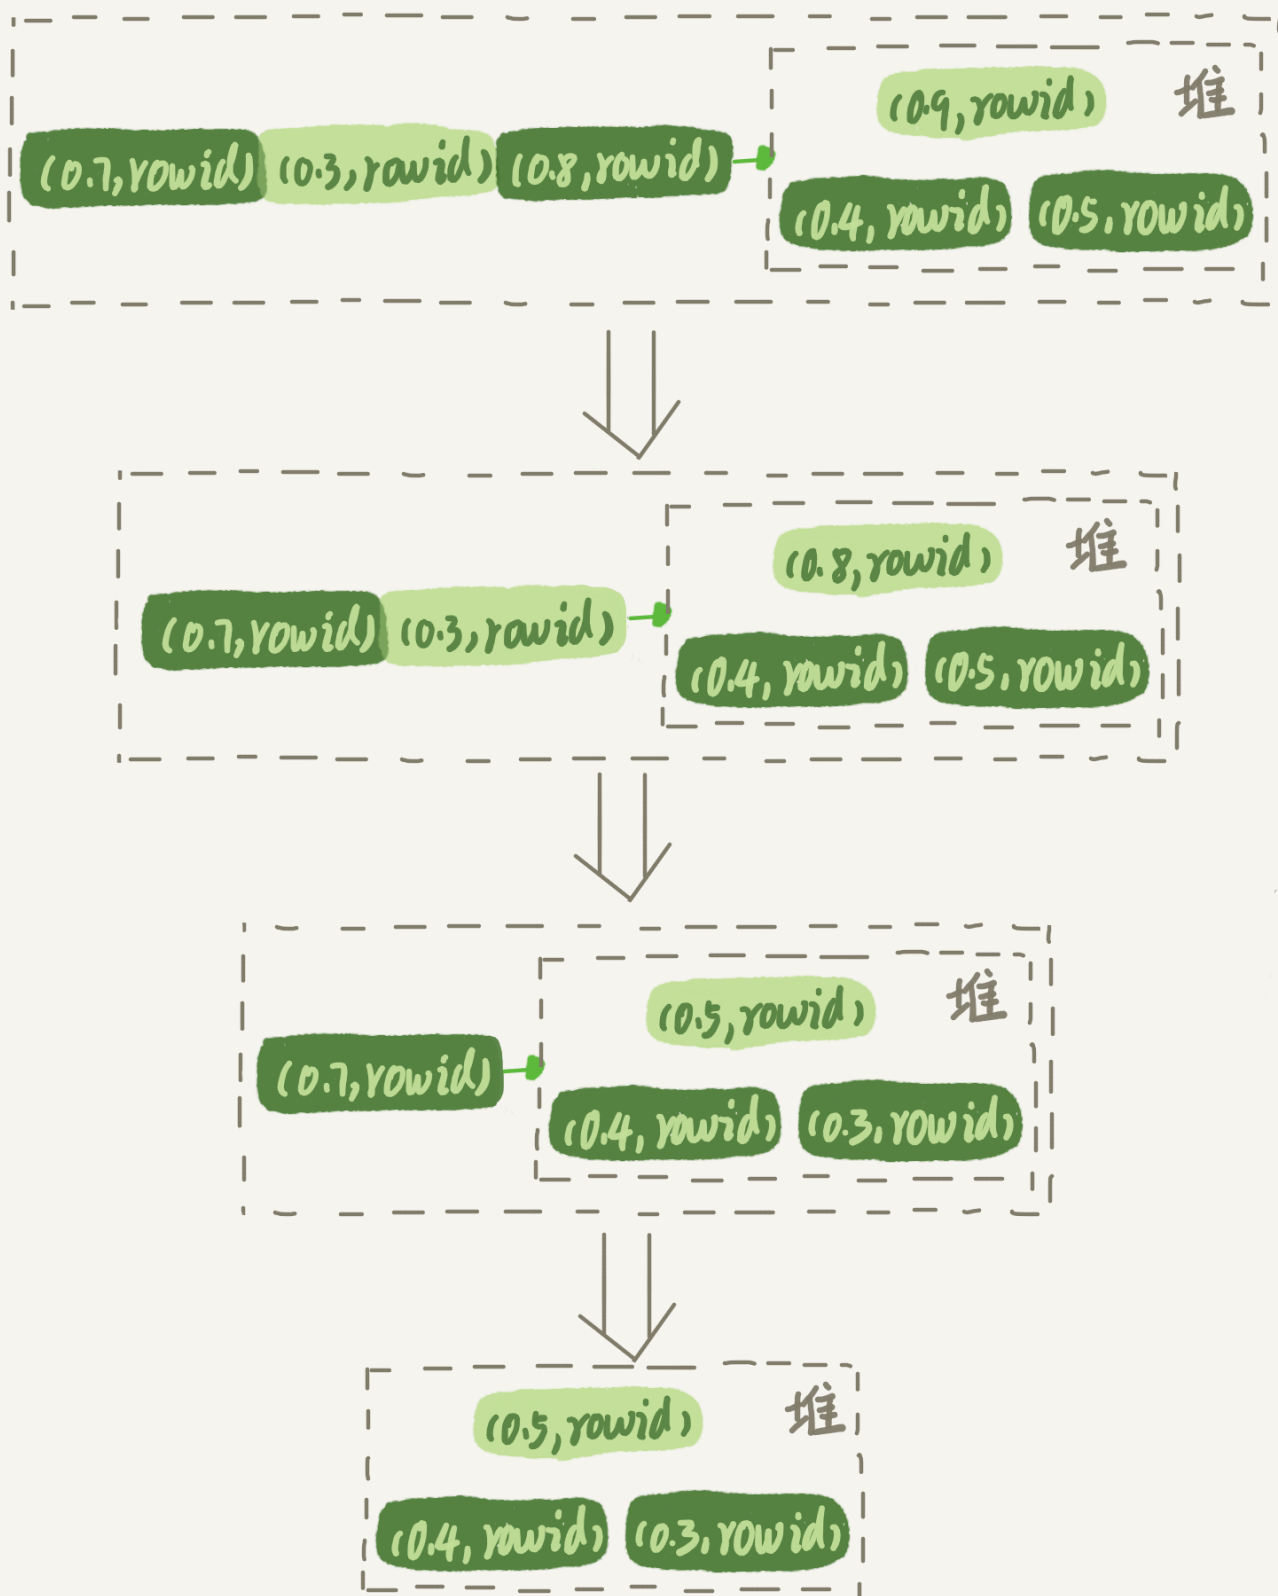 堆
(0.9,rowid)
(0.7,rowid) (0.3,rowid) (0.8,rowid)
(0.4,rowid) (0.5,rowid)
堆
(0.8,rowid)
(0.7,rowid) (0.3,rowid)
(0.4,rowid) (0.5,rowid)
堆
(0.5,rowid)
(0.7,rowid)
(0.4,rowid) (0.3,rowid)
堆
(0.5,rowid)
(0.4,rowid) (0.3,rowid)